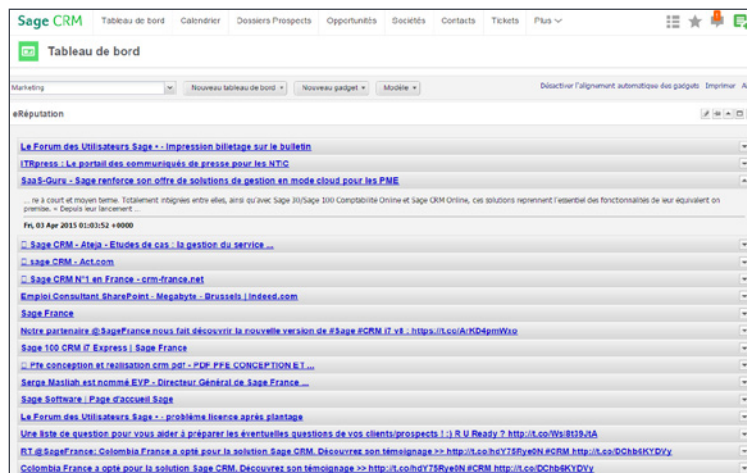 Sage CRM Tableau de bord Calendrier Dossiers Prospects Opportunités Sociétés Contacts Tickets Plus
Tableau de bord
Marketing Nouveau tableau de bord Nouveau gadget Modèle Désactiver l'alignement automatique des gadgets Imprimer A
eRéputation
Le Forum des Utilisateurs Sage • - Impression billetage sur le bulletin
ITRpress : Le portail des communiqués de presse pour les NTIC
SaaS-Guru - Sage renforce son offre de solutions de gestion en mode cloud pour les PME
... re à court et moyen terme. Totalement intégrées entre elles, ainsi qu'avec Sage 30/Sage 100 Comptabilité Online et Sage CRM Online, ces solutions reprennent l'essentiel des fonctionnalités de leur équivalent on
premise. « Depuis leur lancement ...
Fri, 03 Apr 2015 01:03:52 +0000
Sage CRM - Ateja - Etudes de cas : la gestion du service ...
sage CRM - Act.com
Sage CRM N°1 en France - crm-france.net
Emploi Consultant SharePoint - Megabyte - Brussels | Indeed.com
Sage France
Notre partenaire @SageFrance nous fait découvrir la nouvelle version de #Sage #CRM i7 v8 : https://t.co/ArKD4pmWxo
Sage 100 CRM i7 Express | Sage France
Pfe conception et realisation crm pdf - PDF PFE CONCEPTION ET ...
Serge Masliah est nommé EVP - Directeur Général de Sage France ...
Sage Software | Page d'accueil Sage
Le Forum des Utilisateurs Sage • - problème licence après plantage
Une liste de question pour vous aider à préparer les éventuelles questions de vos clients/prospects ! :) R U Ready ? http://t.co/Wsl8t39JtA
RT @SageFrance: Colombia France a opté pour la solution Sage CRM. Découvrez son témoignage >> http://t.co/hdY75Rye0N #CRM http://t.co/DChb6KYDVy
Colombia France a opté pour la solution Sage CRM. Découvrez son témoignage >> http://t.co/hdY75Rye0N #CRM http://t.co/DChb6KYDVy